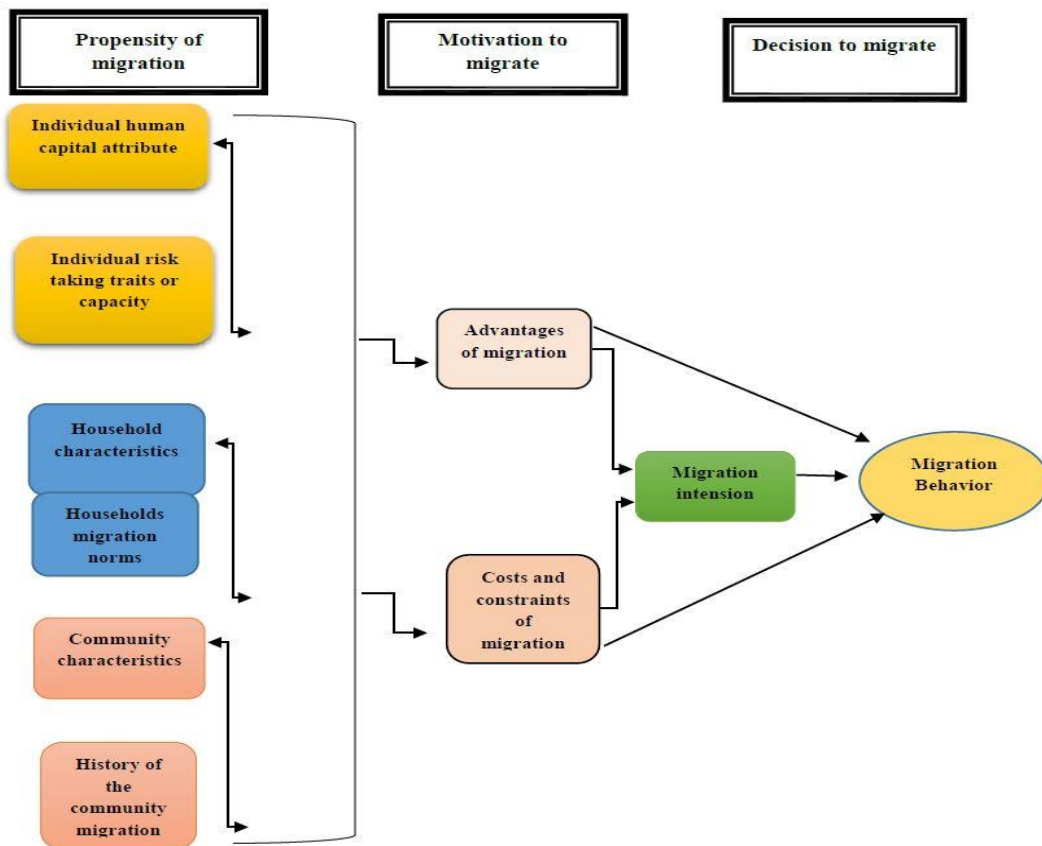 Propensity of
migration
Motivation to
migrate
Decision to migrate
Individual human
capital attribute
Individual risk
taking traits or
capacity
Household
characteristics
Households
migration
norms
Community
characteristics
History of
the
community
migration
Advantages
of migration
Costs and
constraints
of
migration
Migration
intension
Migration
Behavior